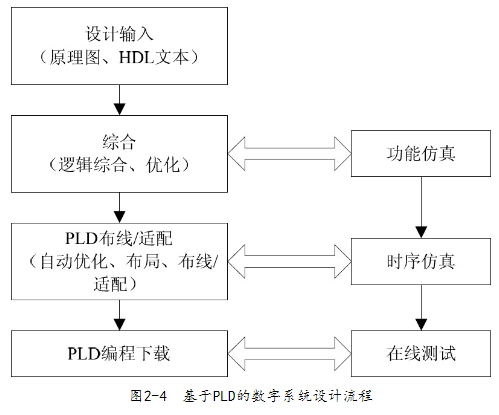 设计输入
（原理图、HDL文本）
综合
（逻辑综合、优化）
功能仿真
PLD布线/适配
（自动优化、布局、布线/
适配）
时序仿真
PLD编程下载
在线测试
图2-4 基于PLD的数字系统设计流程